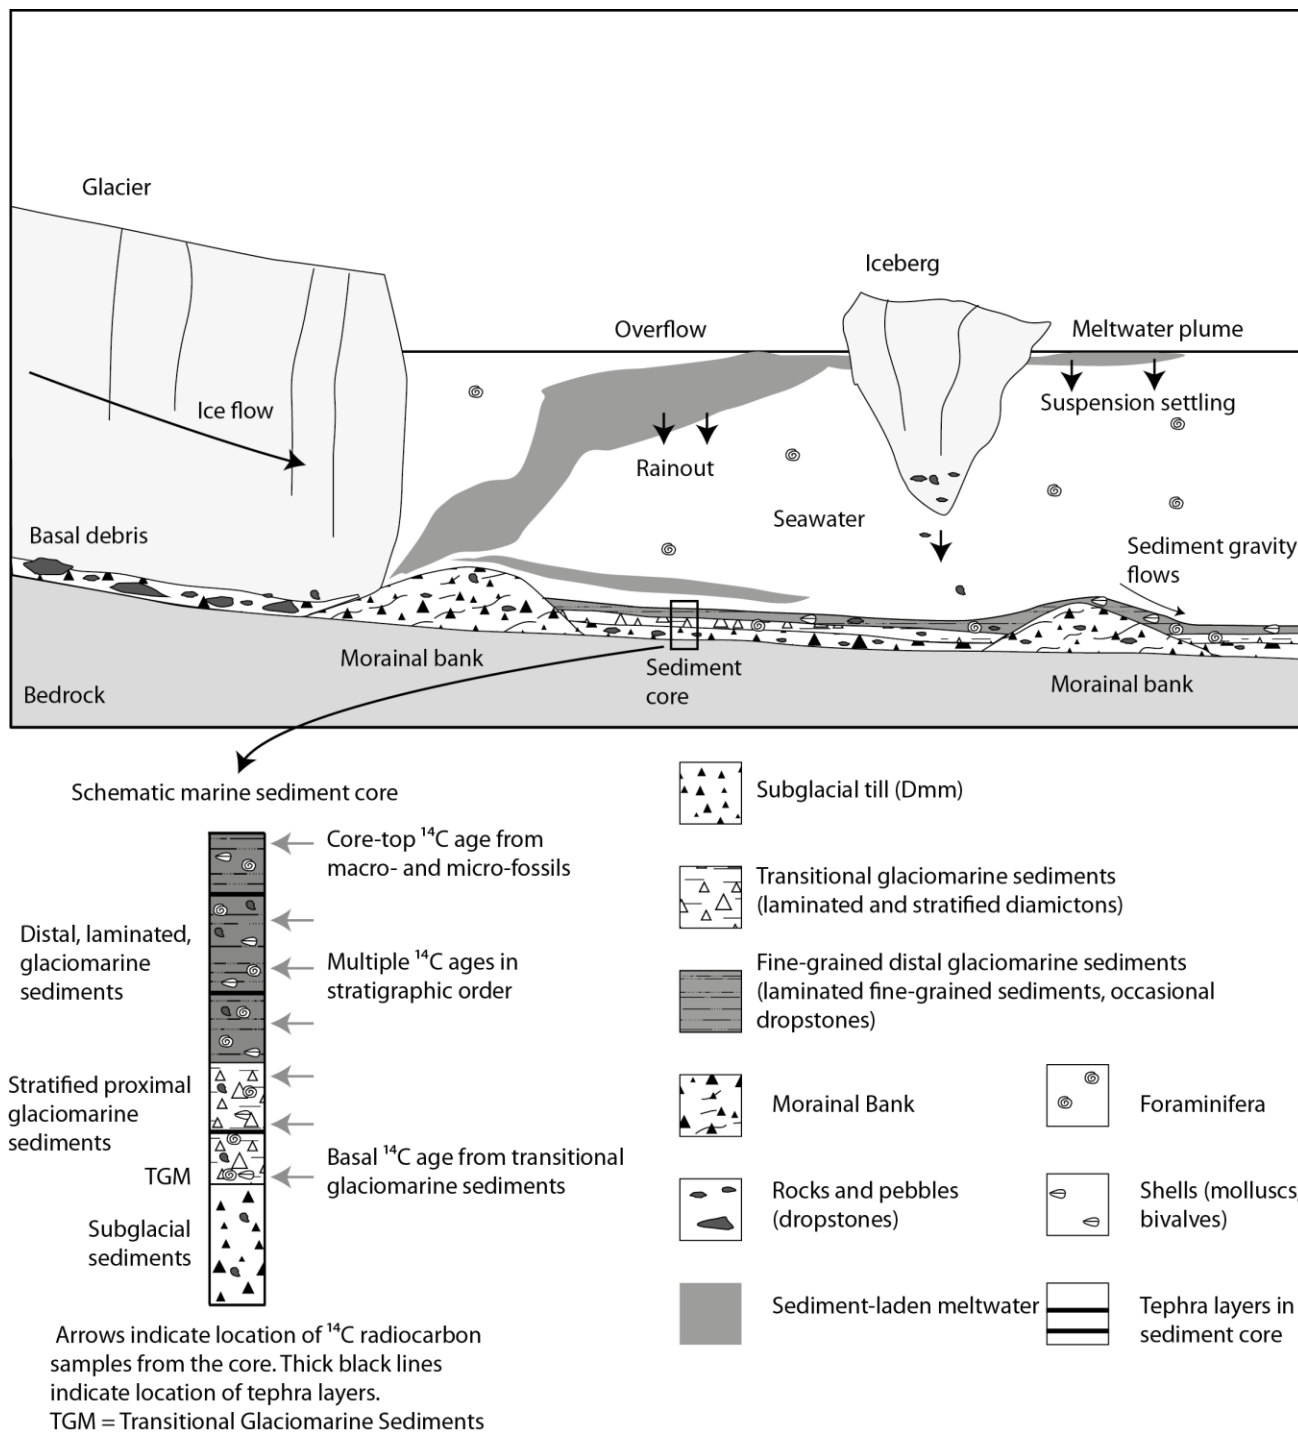 Glacier
Iceberg
Overflow
Meltwater plume
Ice flow
Suspension settling
Rainout
Seawater
Basal debris
Sediment gravity
flows
Morainal bank
Sediment
core
Morainal bank
Bedrock
Schematic marine sediment core
Core-top ¹⁴C age from
macro- and micro-fossils
Distal, laminated,
glaciomarine
sediments
Multiple ¹⁴C ages in
stratigraphic order
Stratified proximal
glaciomarine
sediments
TGM
Basal ¹⁴C age from transitional
glaciomarine sediments
Subglacial
sediments
Arrows indicate location of ¹⁴C radiocarbon
samples from the core. Thick black lines
indicate location of tephra layers.
TGM = Transitional Glaciomarine Sediments
Subglacial till (Dmm)
Transitional glaciomarine sediments
(laminated and stratified diamictons)
Fine-grained distal glaciomarine sediments
(laminated fine-grained sediments, occasional
dropstones)
Morainal Bank
Foraminifera
Rocks and pebbles
(dropstones)
Shells (molluscs,
bivalves)
Sediment-laden meltwater
Tephra layers in
sediment core